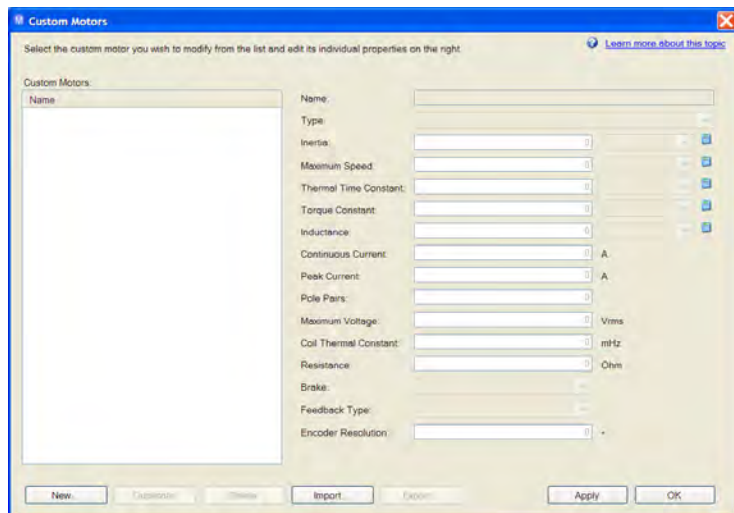 Custom Motors
Select the custom motor you wish to modify from the list and edit its individual properties on the right.
Learn more about this topic
Custom Motors:
Name
Name:
Type:
Inertia: 0
Maximum Speed: 0
Thermal Time Constant: 0
Torque Constant: 0
Inductance: 0
Continuous Current: 0 A
Peak Current: 0 A
Pole Pairs: 0
Maximum Voltage: 0 Vrms
Coil Thermal Constant: 0 mHz
Resistance: 0 Ohm
Brake:
Feedback Type:
Encoder Resolution: 0 -
New... Duplicate Delete Import... Export... Apply OK